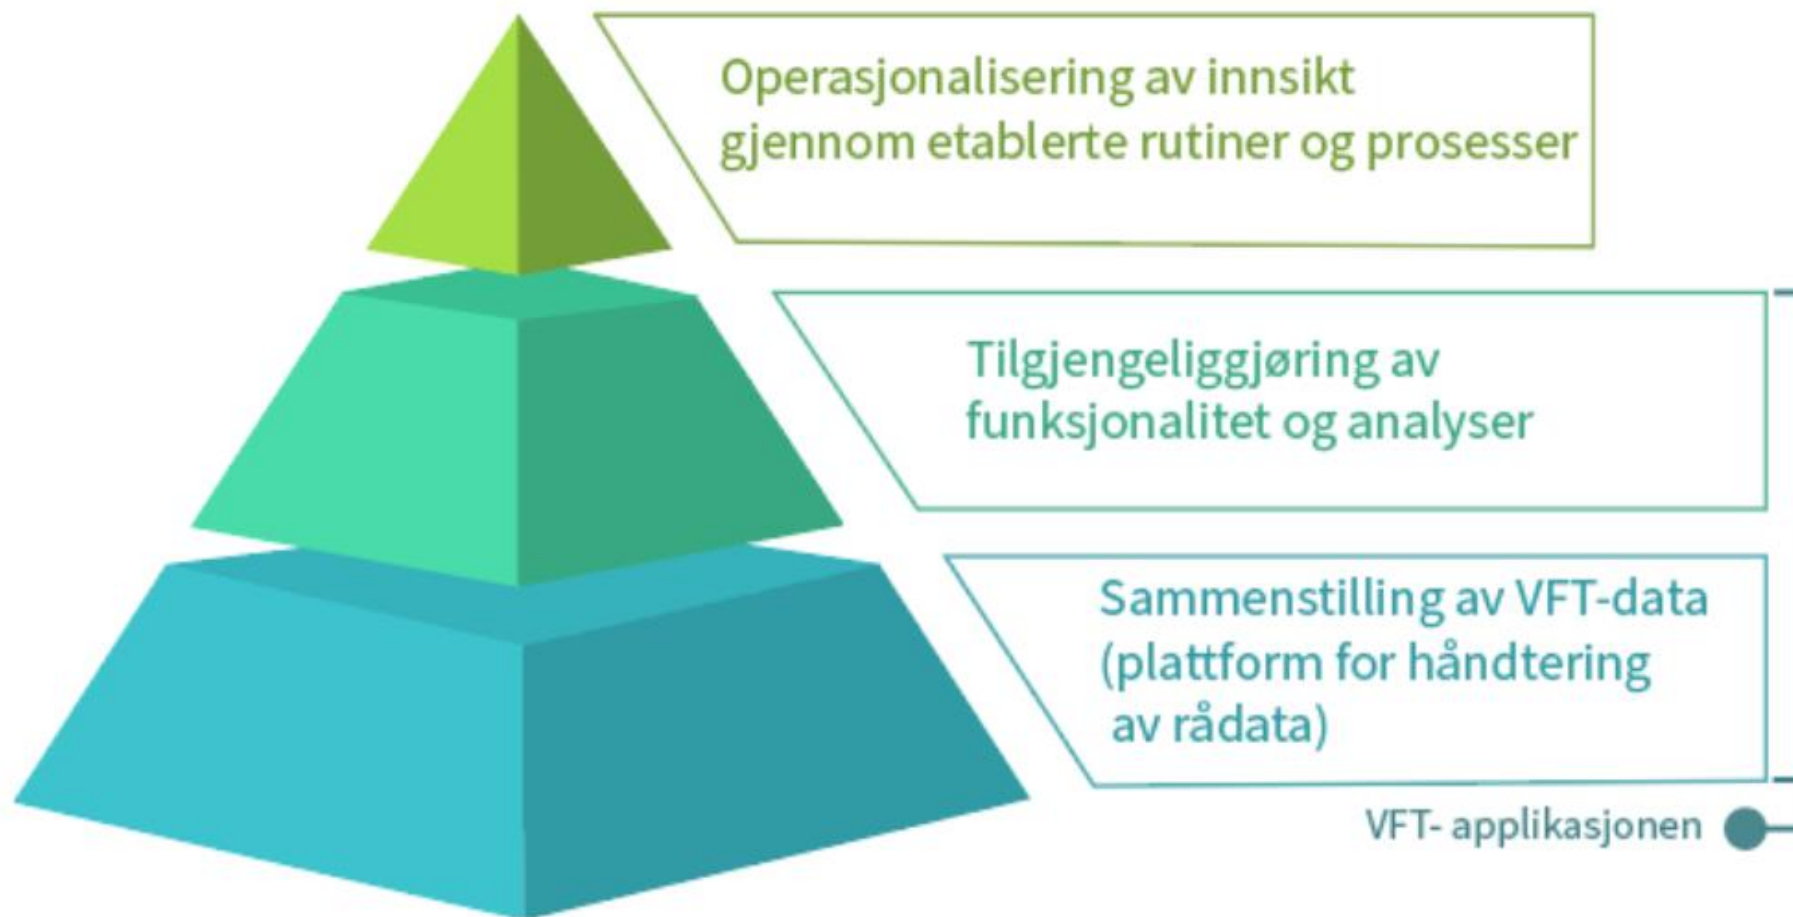 Operasjonalisering av innsikt
gjennom etablerte rutiner og prosesser
Tilgjengeliggjøring av
funksjonalitet og analyser
Sammenstilling av VFT-data
(plattform for håndtering
av rådata)
VFT- applikasjonen